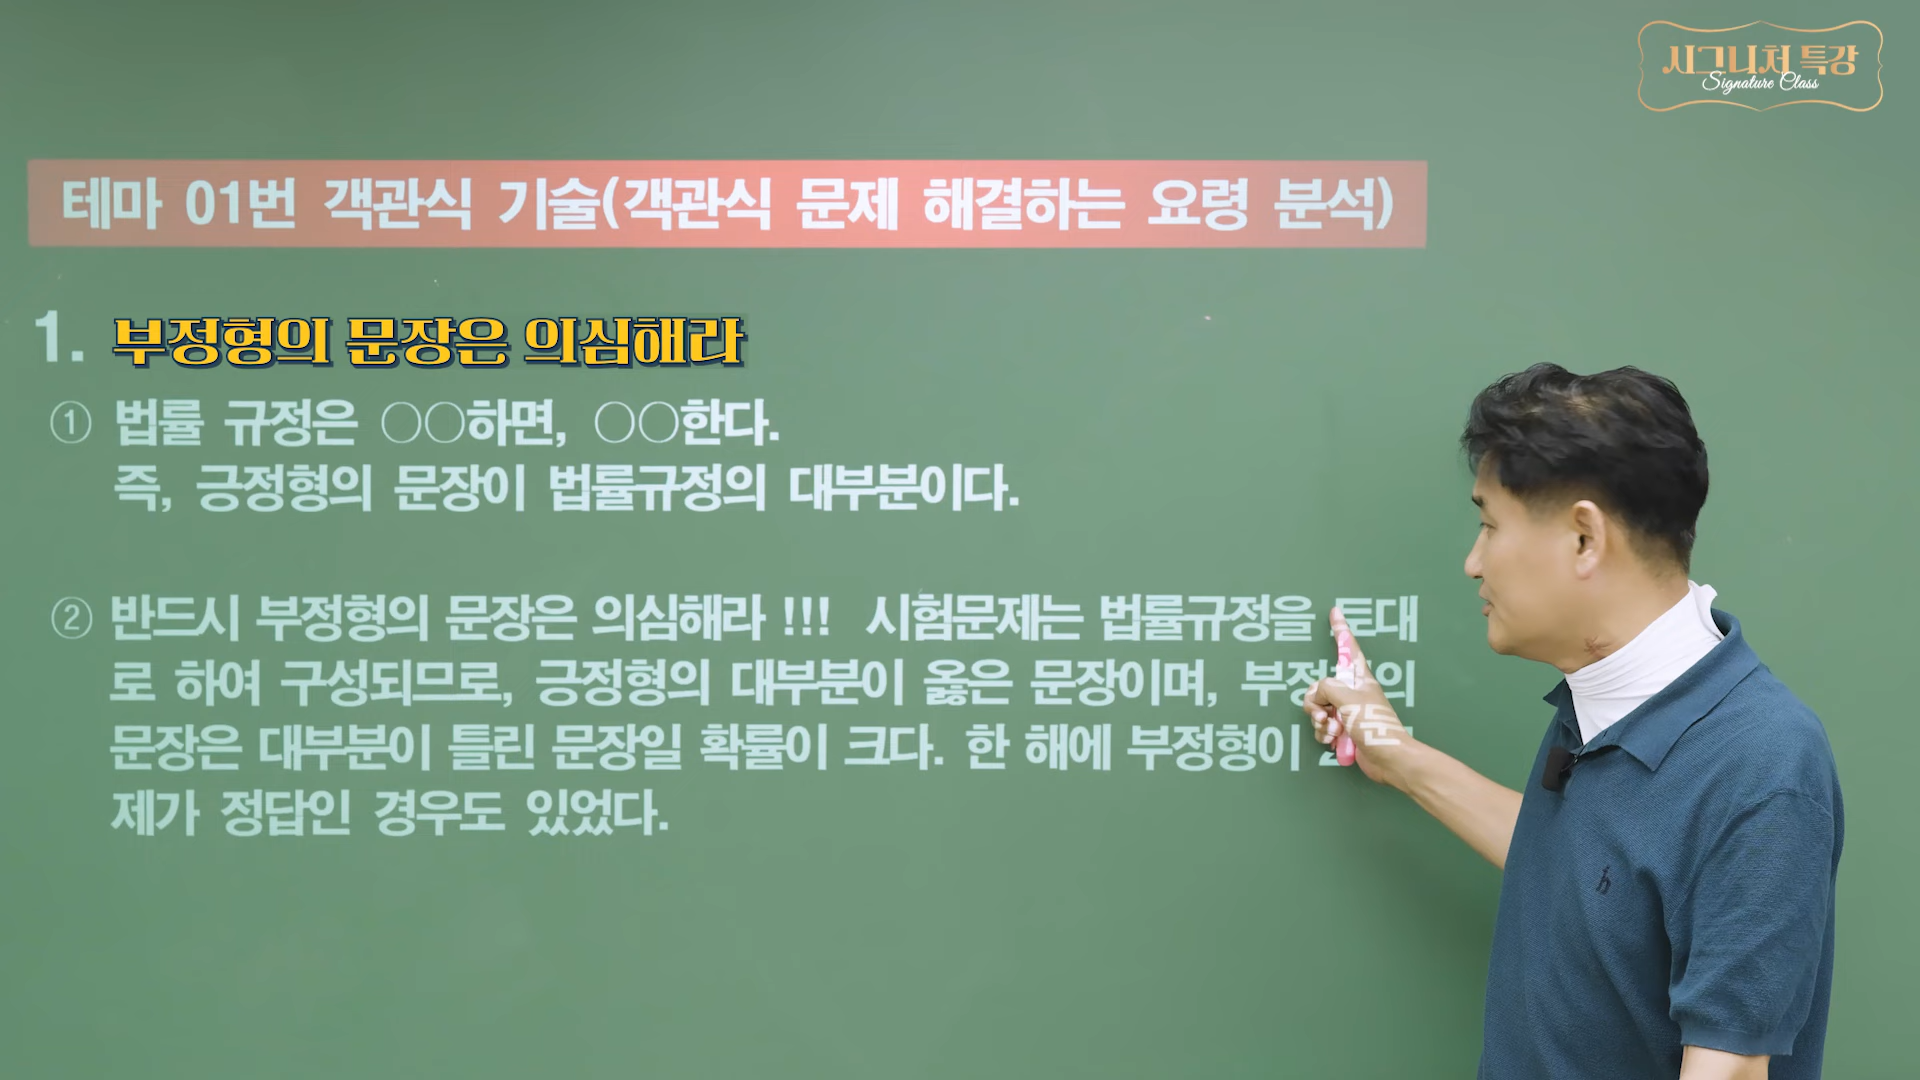 시그니처 특강
Signature Class
테마 01번 객관식 기술(객관식 문제 해결하는 요령 분석)
1. 부정형의 문장은 의심해라
① 법률 규정은 ○○하면, ○○한다.
즉, 긍정형의 문장이 법률규정의 대부분이다.
② 반드시 부정형의 문장은 의심해라 !!! 시험문제는 법률규정을 토대
로 하여 구성되므로, 긍정형의 대부분이 옳은 문장이며,
문장은 대부분이 틀린 문장일 확률이 크다. 한 해에 부정형이
제가 정답인 경우도 있었다.